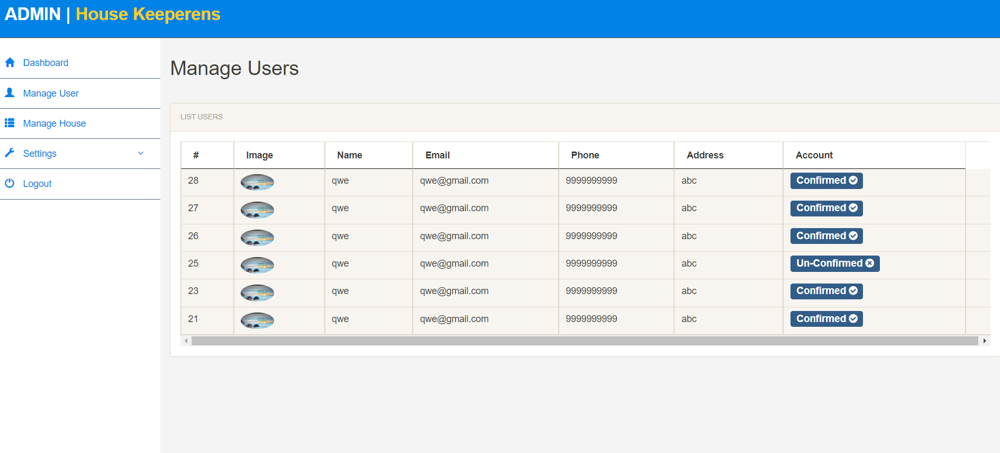 ADMIN | House Keeperens
Dashboard
Manage User
Manage House
Settings
Logout
Manage Users
LIST USERS
# Image Name Email Phone Address Account
28 qwe qwe@gmail.com 9999999999 abc Confirmed
27 qwe qwe@gmail.com 9999999999 abc Confirmed
26 qwe qwe@gmail.com 9999999999 abc Confirmed
25 qwe qwe@gmail.com 9999999999 abc Un-Confirmed
23 qwe qwe@gmail.com 9999999999 abc Confirmed
21 qwe qwe@gmail.com 9999999999 abc Confirmed